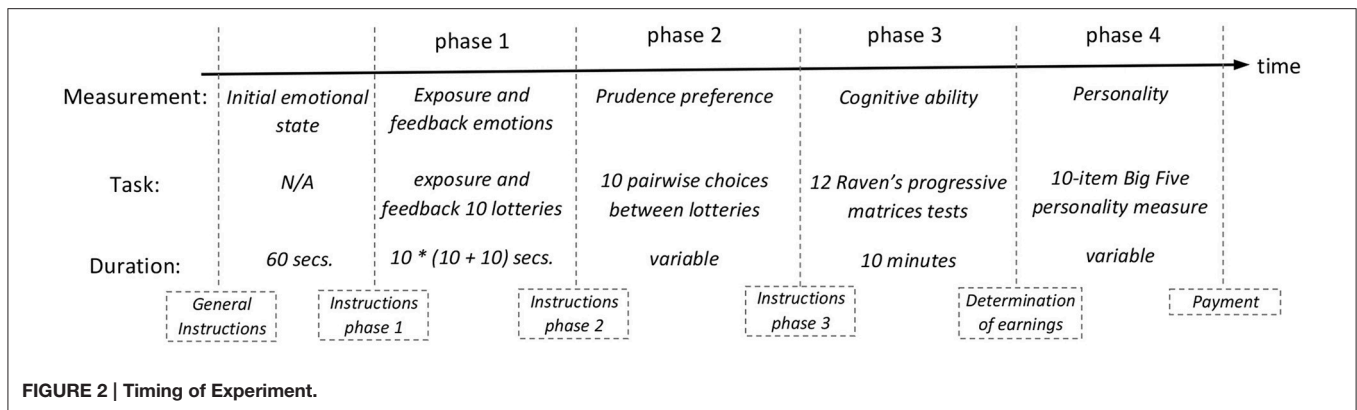 phase 1 phase 2 phase 3 phase 4
time
Measurement: Initial emotional Exposure and Prudence preference Cognitive ability Personality
state feedback emotions
Task: N/A exposure and 10 pairwise choices 12 Raven's progressive 10-item Big Five
feedback 10 lotteries between lotteries matrices tests personality measure
Duration: 60 secs. 10 * (10 + 10) secs. variable 10 minutes variable
General Instructions Instructions Instructions Determination Payment
Instructions phase 1 phase 2 phase 3 of earnings
FIGURE 2 | Timing of Experiment.